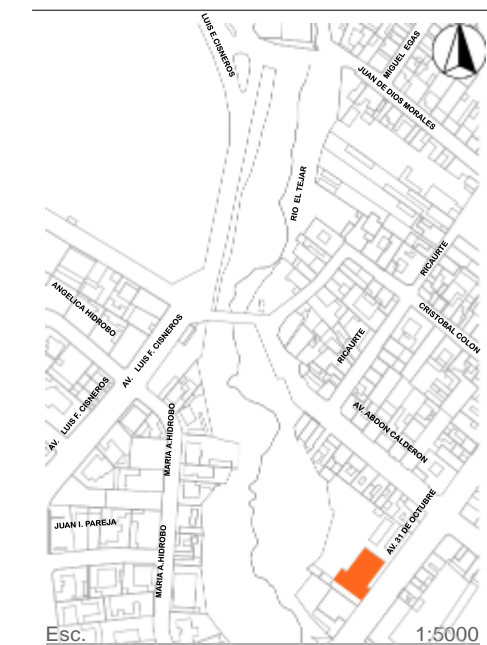 LUIS E.CISNEROS
MIGUEL EGAS
JUAN DE DIOS MORALES
RIO EL TEJAR
RICAURTE
ANGELICA HIDROBO
CRISTOBAL COLON
AV. LUIS F. CISNEROS
RICAURTE
AV. LUIS F. CISNEROS
AV. ABDON CALDERON
MARIA A.HIDROBO
AV. 31 DE OCTUBRE
JUAN I. PAREJA
MARIA A.HIDROBO
Esc. 1:5000